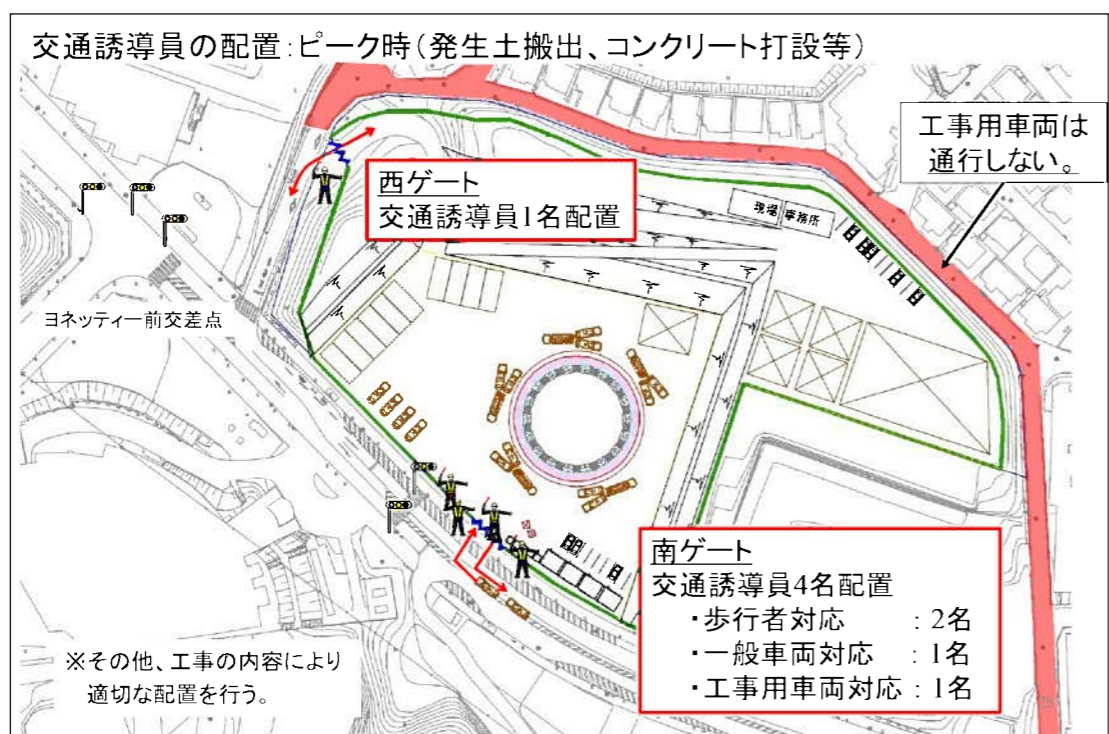 交通誘導員の配置:ピーク時(発生土搬出、コンクリート打設等)
工事用車両は
通行しない。
西ゲート
交通誘導員1名配置
現場事務所
ヨネッティー前交差点
南ゲート
交通誘導員4名配置
・歩行者対応 : 2名
・一般車両対応 : 1名
・工事用車両対応 : 1名
※その他、工事の内容により
適切な配置を行う。